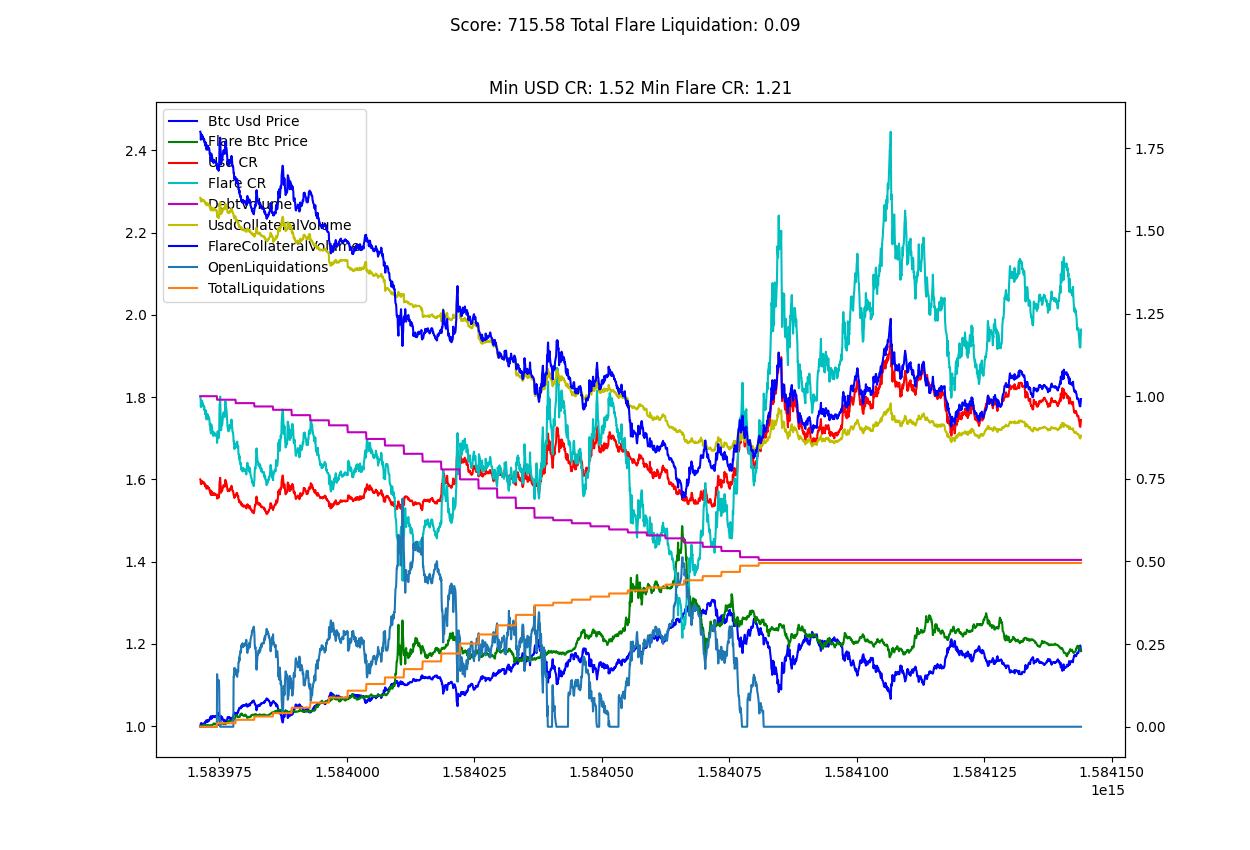 Score: 715.58 Total Flare Liquidation: 0.09
Min USD CR: 1.52 Min Flare CR: 1.21
Btc Usd Price
Flare Btc Price
Usd CR
Flare CR
DebtVolume
UsdCollateralVolume
FlareCollateralVolume
OpenLiquidations
TotalLiquidations
2.4
2.2
2.0
1.8
1.6
1.4
1.2
1.0
1.75
1.50
1.25
1.00
0.75
0.50
0.25
0.00
1.583975 1.584000 1.584025 1.584050 1.584075 1.584100 1.584125 1.584150
1e15